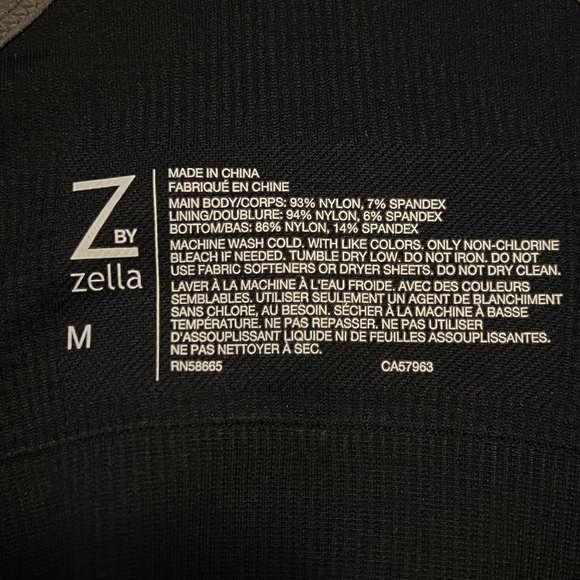 Z BY
zella
M
MADE IN CHINA
FABRIQUÉ EN CHINE
MAIN BODY/CORPS: 93% NYLON, 7% SPANDEX
LINING/DOUBLURE: 94% NYLON, 6% SPANDEX
BOTTOM/BAS: 86% NYLON, 14% SPANDEX
MACHINE WASH COLD. WITH LIKE COLORS. ONLY NON-CHLORINE
BLEACH IF NEEDED. TUMBLE DRY LOW. DO NOT IRON. DO NOT
USE FABRIC SOFTENERS OR DRYER SHEETS. DO NOT DRY CLEAN.
LAVER À LA MACHINE À L'EAU FROIDE. AVEC DES COULEURS
SEMBLABLES. UTILISER SEULEMENT UN AGENT DE BLANCHIMENT
SANS CHLORE, AU BESOIN. SÉCHER À LA MACHINE À BASSE
TEMPÉRATURE. NE PAS REPASSER. NE PAS UTILISER
D'ASSOUPLISSANT LIQUIDE NI DE FEUILLES ASSOUPLISSANTES.
NE PAS NETTOYER À SEC.
RN58665 CA57963